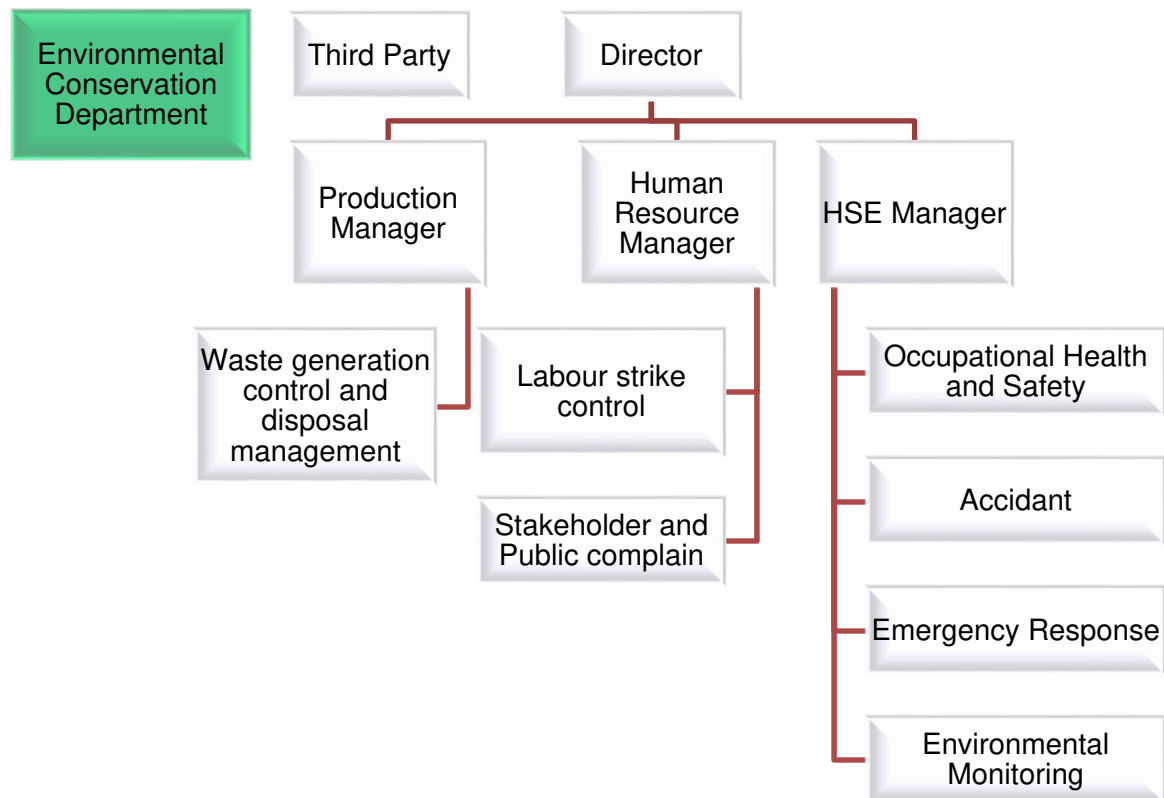 Environmental
Conservation
Department
Third Party
Director
Production
Manager
Human
Resource
Manager
HSE Manager
Waste generation
control and
disposal
management
Labour strike
control
Stakeholder and
Public complain
Occupational Health
and Safety
Accidant
Emergency Response
Environmental
Monitoring